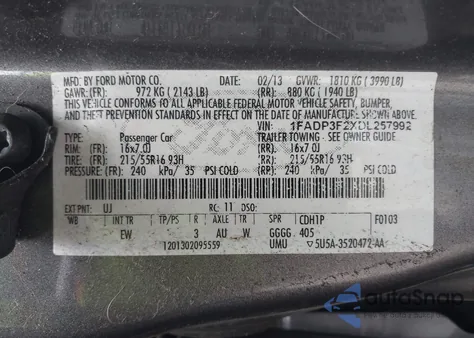 MFD. BY FORD MOTOR CO. DATE: 02/13 GVWR: 1810 KG ( 3990 LB)
GAWR:(FR): 972 KG ( 2143 LB) (RR): 880 KG ( 1940 LB)
THIS VEHICLE CONFORMS TO ALL APPLICABLE FEDERAL MOTOR VEHICLE SAFETY, BUMPER,
AND THEFT PREVENTION STANDARDS IN EFFECT ON THE DATE OF MANUFACTURE SHOWN ABOVE.
VIN: 1FADP3F2XDL257992
TYPE: Passenger Car TRAILER TOWING - SEE OWNERS GUIDE
RIM: (FR): 16x7.0J (RR): 16x7.0J
TIRE: (FR): 215/55R16 93H (RR): 215/55R16 93H
PRESSURE: (FR): 240 kPa/ 35 PSI COLD (RR): 240 kPa/ 35 PSI COLD
EXT PNT: UJ RC: 11 DSO:
WB INT TR TP/PS R AXLE TR SPR CDH1P F0103
EW 3 AU W GGGG 405
1201302095559 UMU 5U5A-3520472-AA
autoSnap